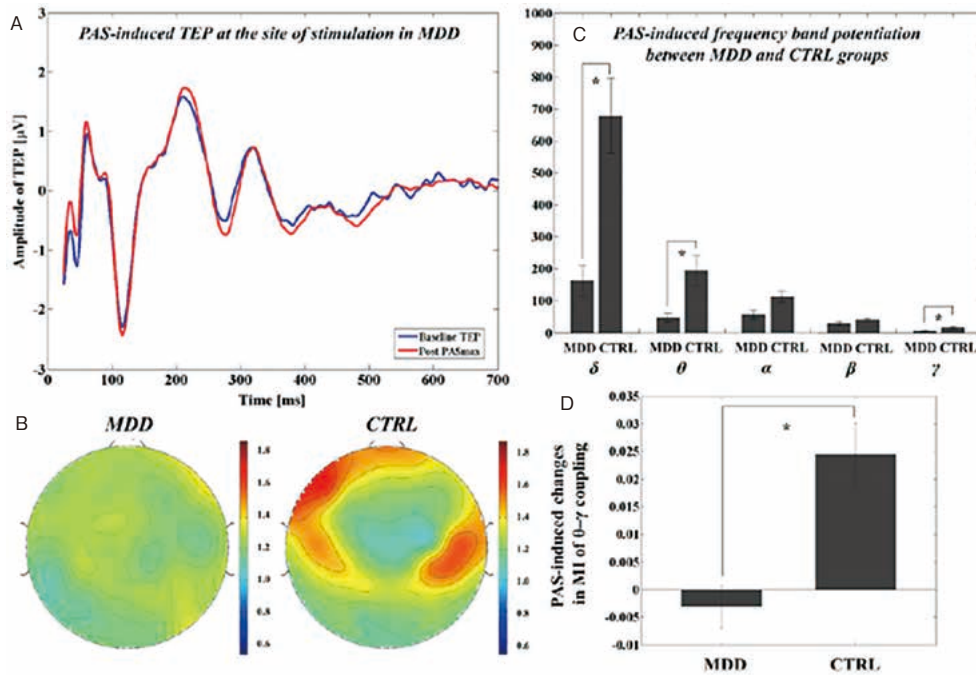 A
PAS-induced TEP at the site of stimulation in MDD
Amplitude of TEP [μV]
3
2
1
0
-1
-2
-3
0
100
200
300
400
500
600
700
Time [ms]
Baseline TEP
Post PASmax
C
PAS-induced frequency band potentiation
between MDD and CTRL groups
1000
900
800
700
600
500
400
300
200
100
0
*
*
*
MDD CTRL
MDD CTRL
MDD CTRL
MDD CTRL
MDD CTRL
δ
θ
α
β
γ
B
MDD
1.8
1.6
1.4
1.2
1.0
0.8
0.6
CTRL
1.8
1.6
1.4
1.2
1.0
0.8
0.6
D
PAS-induced changes
in MI of θ–γ coupling
0.035
0.03
0.025
0.02
0.015
0.01
0.005
0
-0.005
-0.01
*
MDD
CTRL